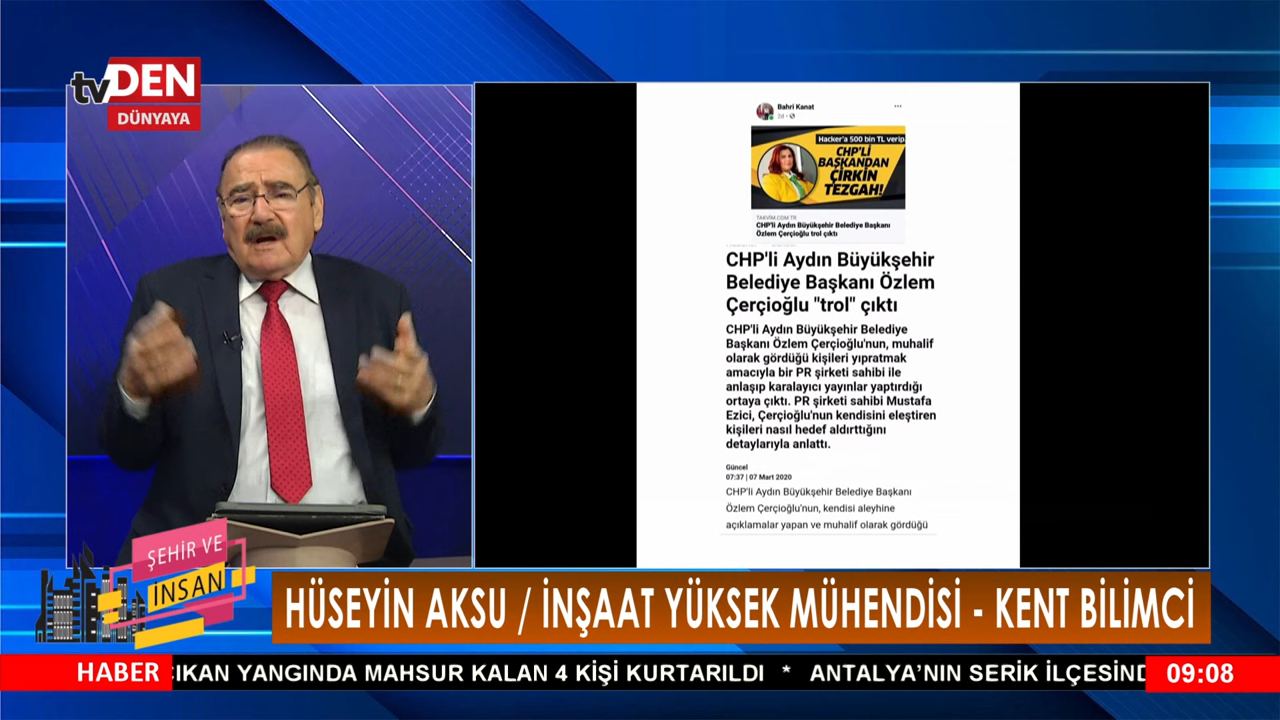 tvDEN
DÜNYAYA
Bahri Kanat
2d
Hacker'a 500 bin TL verip
CHP'Lİ
BAŞKANDAN
ÇİRKİN
TEZGAH!
TAKVIM.COM.TR
CHP'li Aydın Büyükşehir Belediye Başkanı
Özlem Çerçioğlu trol çıktı
CHP'li Aydın Büyükşehir
Belediye Başkanı Özlem
Çerçioğlu "trol" çıktı
CHP'li Aydın Büyükşehir Belediye
Başkanı Özlem Çerçioğlu'nun, muhalif
olarak gördüğü kişileri yıpratmak
amacıyla bir PR şirketi sahibi ile
anlaşıp karalayıcı yayınlar yaptırdığı
ortaya çıktı. PR şirketi sahibi Mustafa
Ezici, Çerçioğlu'nun kendisini eleştiren
kişileri nasıl hedef aldırttığını
detaylarıyla anlattı.
Güncel
07:37 | 07 Mart 2020
CHP'li Aydın Büyükşehir Belediye Başkanı
Özlem Çerçioğlu'nun, kendisi aleyhine
açıklamalar yapan ve muhalif olarak gördüğü
ŞEHİR VE
İNSAN
HÜSEYİN AKSU / İNŞAAT YÜKSEK MÜHENDİSİ - KENT BİLİMCİ
HABER
ÇIKAN YANGINDA MAHSUR KALAN 4 KİŞİ KURTARILDI * ANTALYA'NIN SERİK İLÇESİND
09:08